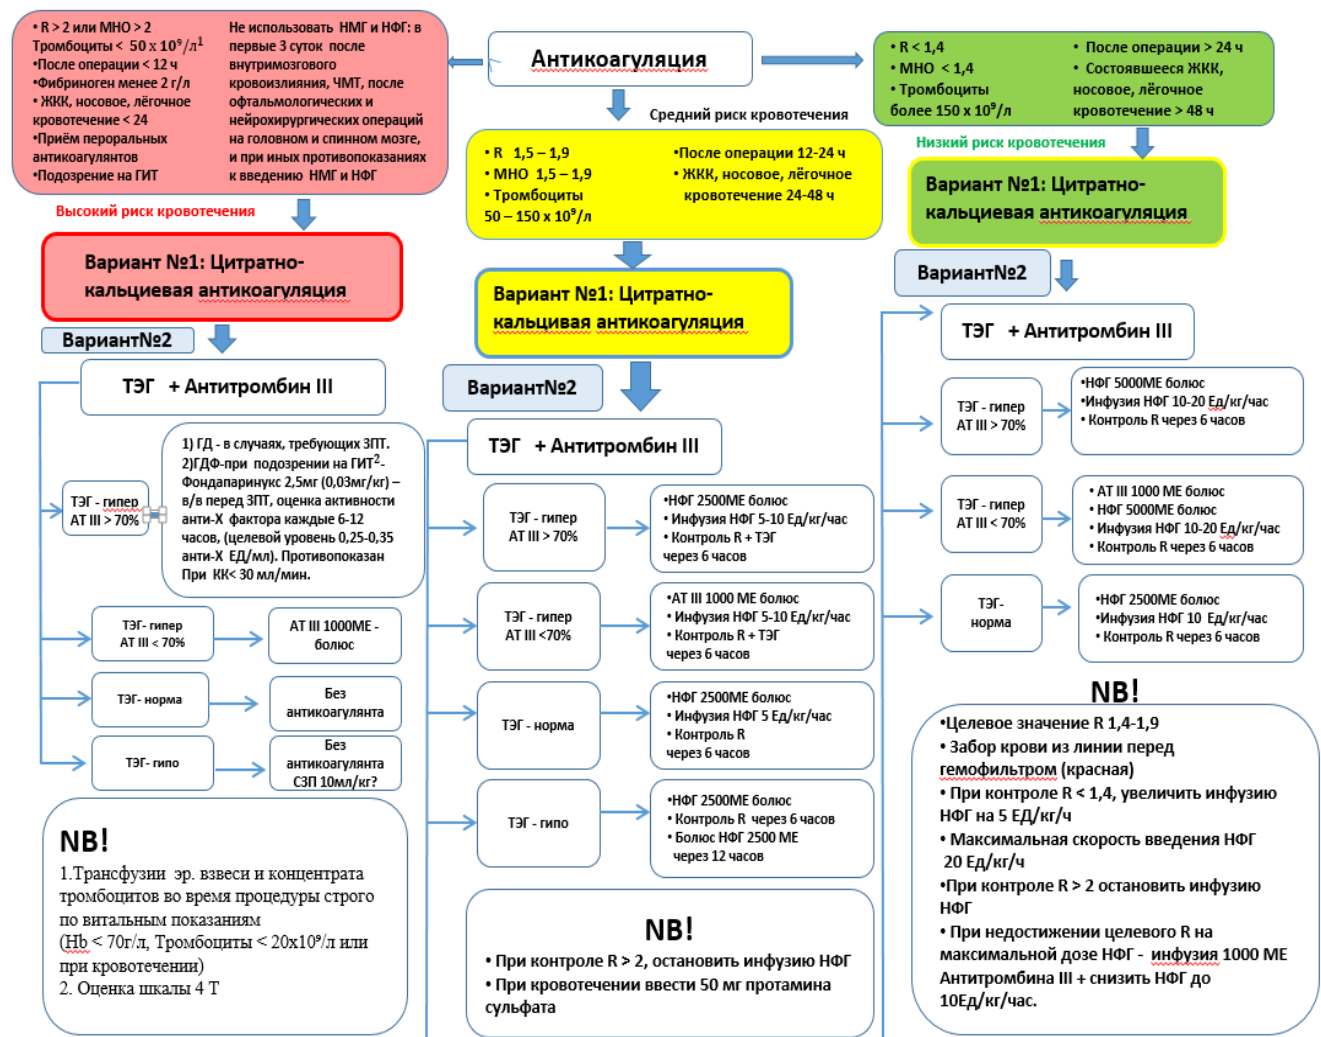 Антикоагуляция
• R > 2 или МНО > 2
Тромбоциты < 50 х 10⁹/л¹
•После операции < 12 ч
•Фибриноген менее 2 г/л
• ЖКК, носовое, лёгочное
кровотечение < 24
•Приём пероральных
антикоагулянтов
•Подозрение на ГИТ
Не использовать НМГ и НФГ: в
первые 3 суток после
внутримозгового
кровоизлияния, ЧМТ, после
офтальмологических и
нейрохирургических операций
на головном и спинном мозге,
и при иных противопоказаниях
к введению НМГ и НФГ
Высокий риск кровотечения
Вариант №1: Цитратно-
кальциевая антикоагуляция
Вариант№2
ТЭГ + Антитромбин III
ТЭГ - гипер
АТ III > 70%
1) ГД - в случаях, требующих ЗПТ.
2)ГДФ-при подозрении на ГИТ²-
Фондапаринукс 2,5мг (0,03мг/кг) –
в/в перед ЗПТ, оценка активности
анти-Х фактора каждые 6-12
часов, (целевой уровень 0,25-0,35
анти-Х ЕД/мл). Противопоказан
При КК< 30 мл/мин.
ТЭГ- гипер
АТ III < 70%
АТ III 1000МЕ -
болюс
ТЭГ- норма
Без
антикоагулянта
ТЭГ- гипо
Без
антикоагулянта
СЗП 10мл/кг?
NB!
1.Трансфузии эр. взвеси и концентрата
тромбоцитов во время процедуры строго
по витальным показаниям
(Hb < 70г/л, Тромбоциты < 20х10⁹/л или
при кровотечении)
2. Оценка шкалы 4 Т
Средний риск кровотечения
• R 1,5 – 1,9
• МНО 1,5 – 1,9
• Тромбоциты
50 – 150 х 10⁹/л
•После операции 12-24 ч
• ЖКК, носовое, лёгочное
кровотечение 24-48 ч
Вариант №1: Цитратно-
кальцивая антикоагуляция
Вариант№2
ТЭГ + Антитромбин III
ТЭГ - гипер
АТ III > 70%
•НФГ 2500МЕ болюс
• Инфузия НФГ 5-10 Ед/кг/час
• Контроль R + ТЭГ
через 6 часов
ТЭГ - гипер
АТ III <70%
•АТ III 1000 МЕ болюс
• Инфузия НФГ 5-10 Ед/кг/час
• Контроль R + ТЭГ
через 6 часов
ТЭГ - норма
•НФГ 2500МЕ болюс
• Инфузия НФГ 5 Ед/кг/час
• Контроль R
через 6 часов
ТЭГ - гипо
•НФГ 2500МЕ болюс
• Контроль R через 6 часов
• Болюс НФГ 2500 МЕ
через 12 часов
NB!
• При контроле R > 2, остановить инфузию НФГ
• При кровотечении ввести 50 мг протамина
сульфата
• R < 1,4
• МНО < 1,4
• Тромбоциты
более 150 х 10⁹/л
• После операции > 24 ч
• Состоявшееся ЖКК,
носовое, лёгочное
кровотечение > 48 ч
Низкий риск кровотечения
Вариант №1: Цитратно-
кальциевая антикоагуляция
Вариант№2
ТЭГ + Антитромбин III
ТЭГ - гипер
АТ III > 70%
•НФГ 5000МЕ болюс
•Инфузия НФГ 10-20 Ед/кг/час
• Контроль R через 6 часов
ТЭГ - гипер
АТ III < 70%
• АТ III 1000 МЕ болюс
• НФГ 5000МЕ болюс
• Инфузия НФГ 10-20 Ед/кг/час
• Контроль R через 6 часов
ТЭГ-
норма
•НФГ 2500МЕ болюс
•Инфузия НФГ 10 Ед/кг/час
• Контроль R через 6 часов
NB!
•Целевое значение R 1,4-1,9
• Забор крови из линии перед
гемофильтром (красная)
• При контроле R < 1,4, увеличить инфузию
НФГ на 5 ЕД/кг/ч
• Максимальная скорость введения НФГ
20 Ед/кг/ч
•При контроле R > 2 остановить инфузию
НФГ
• При недостижении целевого R на
максимальной дозе НФГ - инфузия 1000 МЕ
Антитромбина III + снизить НФГ до
10Ед/кг/час.